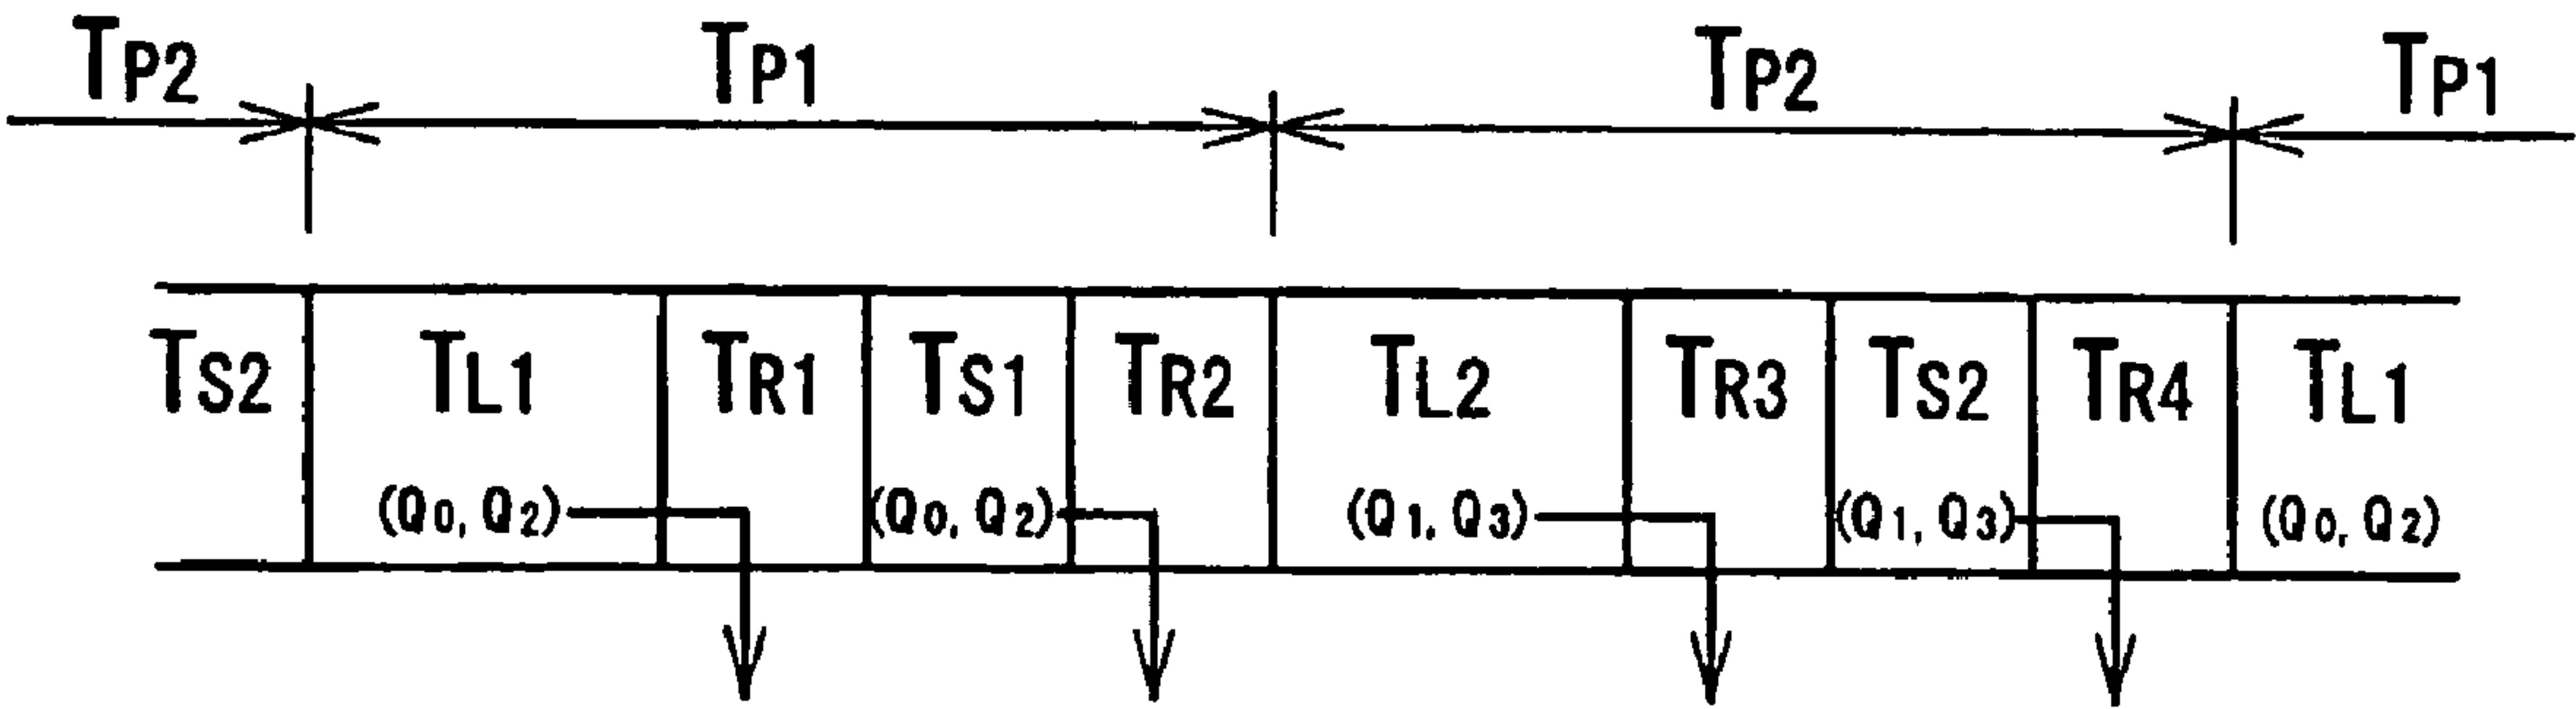 TP2 TP1 TP2 TP1
TS2 TL1 TR1 TS1 TR2 TL2 TR3 TS2 TR4 TL1
(Q0, Q2) (Q0, Q2) (Q1, Q3) (Q1, Q3) (Q0, Q2)